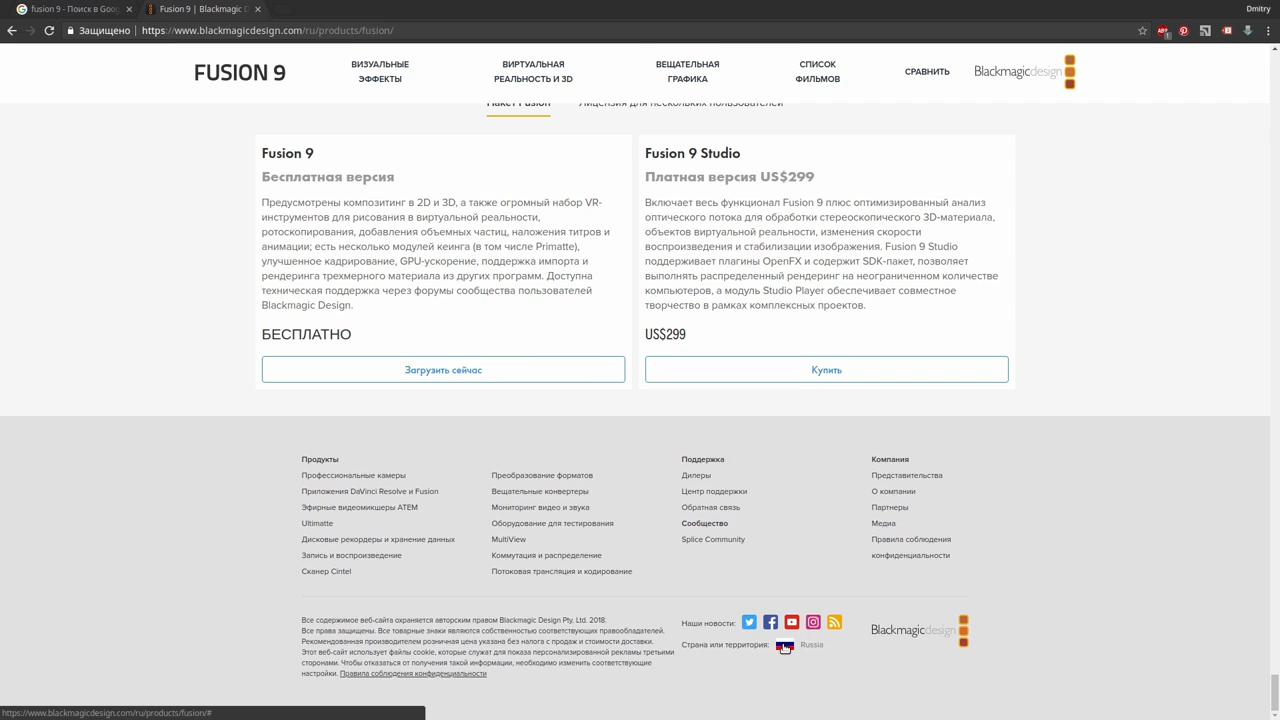 fusion 9 - Поиск в Goog
Fusion 9 | Blackmagic D
Dmitry
Защищено
https://www.blackmagicdesign.com/ru/products/fusion/
FUSION 9
ВИЗУАЛЬНЫЕ
ЭФФЕКТЫ
ВИРТУАЛЬНАЯ
РЕАЛЬНОСТЬ И 3D
ВЕЩАТЕЛЬНАЯ
ГРАФИКА
СПИСОК
ФИЛЬМОВ
СРАВНИТЬ
Blackmagicdesign
Пакет Fusion
Лицензия для нескольких пользователей
Fusion 9
Бесплатная версия
Предусмотрены композитинг в 2D и 3D, а также огромный набор VR-
инструментов для рисования в виртуальной реальности,
ротоскопирования, добавления объемных частиц, наложения титров и
анимации; есть несколько модулей кеинга (в том числе Primatte),
улучшенное кадрирование, GPU-ускорение, поддержка импорта и
рендеринга трехмерного материала из других программ. Доступна
техническая поддержка через форумы сообщества пользователей
Blackmagic Design.
БЕСПЛАТНО
Загрузить сейчас
Fusion 9 Studio
Платная версия US$299
Включает весь функционал Fusion 9 плюс оптимизированный анализ
оптического потока для обработки стереоскопического 3D-материала,
объектов виртуальной реальности, изменения скорости
воспроизведения и стабилизации изображения. Fusion 9 Studio
поддерживает плагины OpenFX и содержит SDK-пакет, позволяет
выполнять распределенный рендеринг на неограниченном количестве
компьютеров, а модуль Studio Player обеспечивает совместное
творчество в рамках комплексных проектов.
US$299
Купить
Продукты
Профессиональные камеры
Приложения DaVinci Resolve и Fusion
Эфирные видеомикшеры ATEM
Ultimatte
Дисковые рекордеры и хранение данных
Запись и воспроизведение
Сканер Cintel
Преобразование форматов
Вещательные конвертеры
Мониторинг видео и звука
Оборудование для тестирования
MultiView
Коммутация и распределение
Потоковая трансляция и кодирование
Поддержка
Дилеры
Центр поддержки
Обратная связь
Сообщество
Splice Community
Компания
Представительства
О компании
Партнеры
Медиа
Правила соблюдения
конфиденциальности
Все содержимое веб-сайта охраняется авторским правом Blackmagic Design Pty. Ltd. 2018.
Все права защищены. Все товарные знаки являются собственностью соответствующих правообладателей.
Рекомендованная производителем розничная цена указана без налога с продаж и стоимости доставки.
Этот веб-сайт использует файлы cookie, которые служат для показа персонализированной рекламы третьими
сторонами. Чтобы отказаться от получения такой информации, необходимо изменить соответствующие
настройки. Правила соблюдения конфиденциальности
Наши новости:
Страна или территория:
Russia
Blackmagicdesign
https://www.blackmagicdesign.com/ru/products/fusion/#